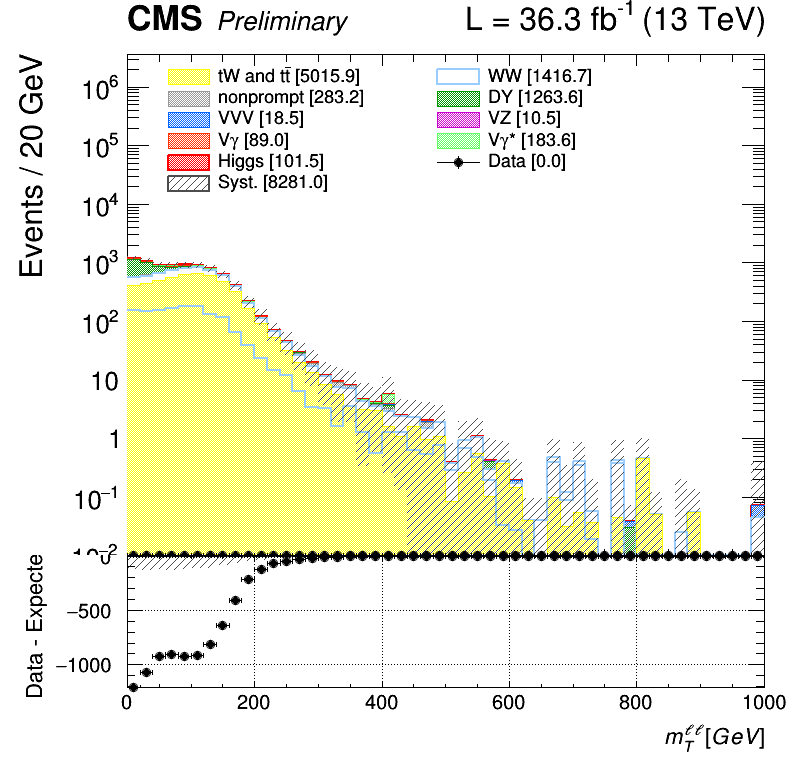 CMS Preliminary L = 36.3 fb⁻¹ (13 TeV)
Events / 20 GeV
tW and tt̄ [5015.9] WW [1416.7]
nonprompt [283.2] DY [1263.6]
VVV [18.5] VZ [10.5]
Vγ [89.0] Vγ* [183.6]
Higgs [101.5] Data [0.0]
Syst. [8281.0]
10⁶
10⁵
10⁴
10³
10²
10
1
10⁻¹
Data - Expecte
0
−500
−1000
0 200 400 600 800 1000
m_T^ℓℓ [GeV]